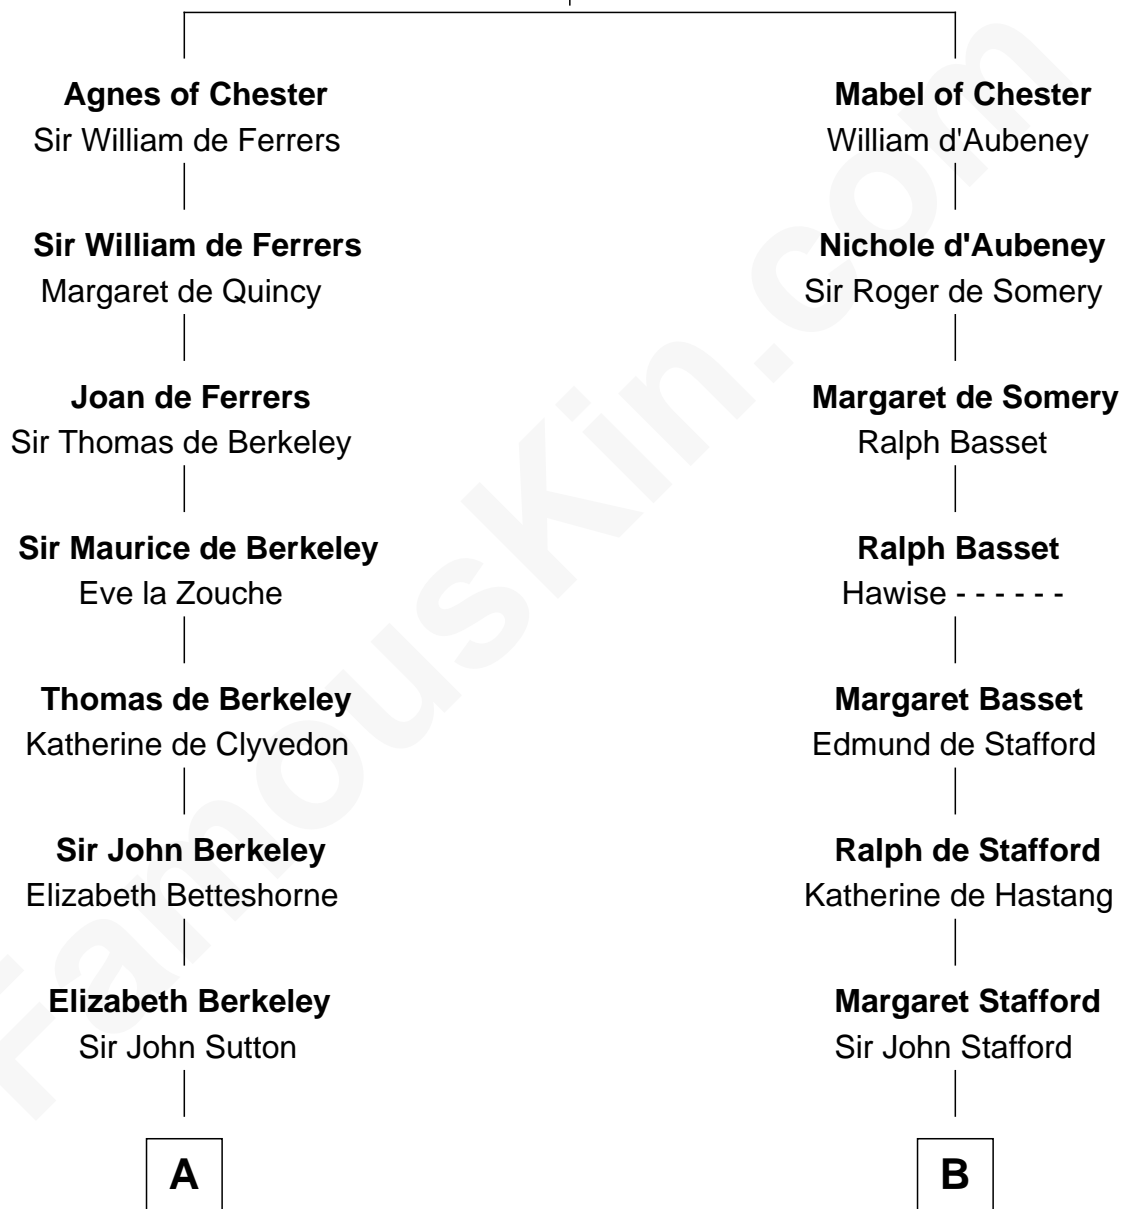 Agnes of Chester
Sir William de Ferrers
Sir William de Ferrers
Margaret de Quincy
Joan de Ferrers
Sir Thomas de Berkeley
Sir Maurice de Berkeley
Eve la Zouche
Thomas de Berkeley
Katherine de Clyvedon
Sir John Berkeley
Elizabeth Betteshorne
Elizabeth Berkeley
Sir John Sutton
A
Mabel of Chester
William d'Aubeney
Nichole d'Aubeney
Sir Roger de Somery
Margaret de Somery
Ralph Basset
Ralph Basset
Hawise - - - - - -
Margaret Basset
Edmund de Stafford
Ralph de Stafford
Katherine de Hastang
Margaret Stafford
Sir John Stafford
B
FamousKin.com